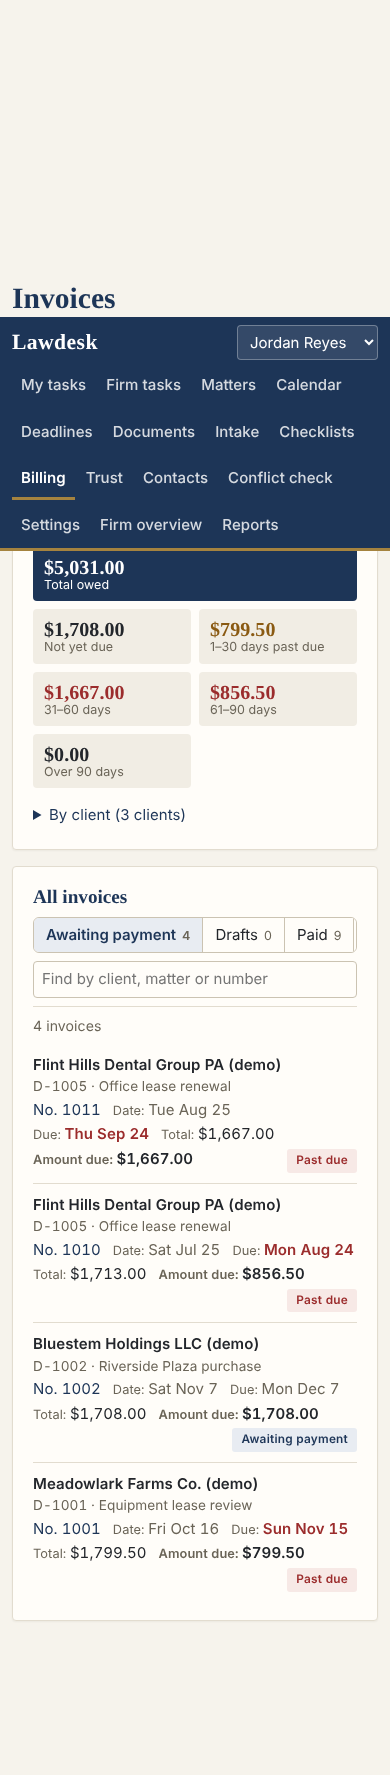 Invoices
Lawdesk Jordan Reyes
My tasks Firm tasks Matters Calendar
Deadlines Documents Intake Checklists
Billing Trust Contacts Conflict check
Settings Firm overview Reports
$5,031.00
Total owed
$1,708.00 $799.50
Not yet due 1–30 days past due
$1,667.00 $856.50
31–60 days 61–90 days
$0.00
Over 90 days
By client (3 clients)
All invoices
Awaiting payment 4 Drafts 0 Paid 9
Find by client, matter or number
4 invoices
Flint Hills Dental Group PA (demo)
D-1005 · Office lease renewal
No. 1011 Date: Tue Aug 25
Due: Thu Sep 24 Total: $1,667.00
Amount due: $1,667.00 Past due
Flint Hills Dental Group PA (demo)
D-1005 · Office lease renewal
No. 1010 Date: Sat Jul 25 Due: Mon Aug 24
Total: $1,713.00 Amount due: $856.50
Past due
Bluestem Holdings LLC (demo)
D-1002 · Riverside Plaza purchase
No. 1002 Date: Sat Nov 7 Due: Mon Dec 7
Total: $1,708.00 Amount due: $1,708.00
Awaiting payment
Meadowlark Farms Co. (demo)
D-1001 · Equipment lease review
No. 1001 Date: Fri Oct 16 Due: Sun Nov 15
Total: $1,799.50 Amount due: $799.50
Past due